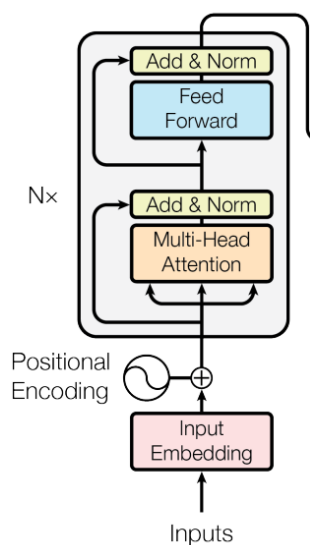 Add & Norm
Feed
Forward
N×
Add & Norm
Multi-Head
Attention
Positional
Encoding
Input
Embedding
Inputs